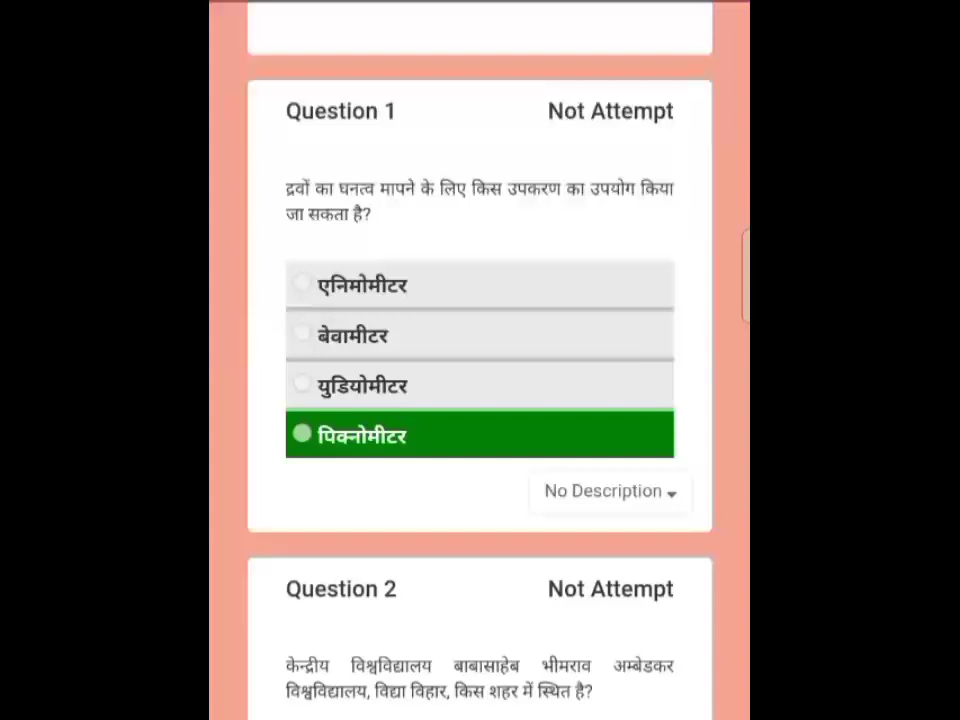 Question 1 Not Attempt
द्रवों का घनत्व मापने के लिए किस उपकरण का उपयोग किया
जा सकता है?
एनिमोमीटर
बेवामीटर
युडियोमीटर
पिक्नोमीटर
No Description
Question 2 Not Attempt
केन्द्रीय विश्वविद्यालय बाबासाहेब भीमराव अम्बेडकर
विश्वविद्यालय, विद्या विहार, किस शहर में स्थित है?